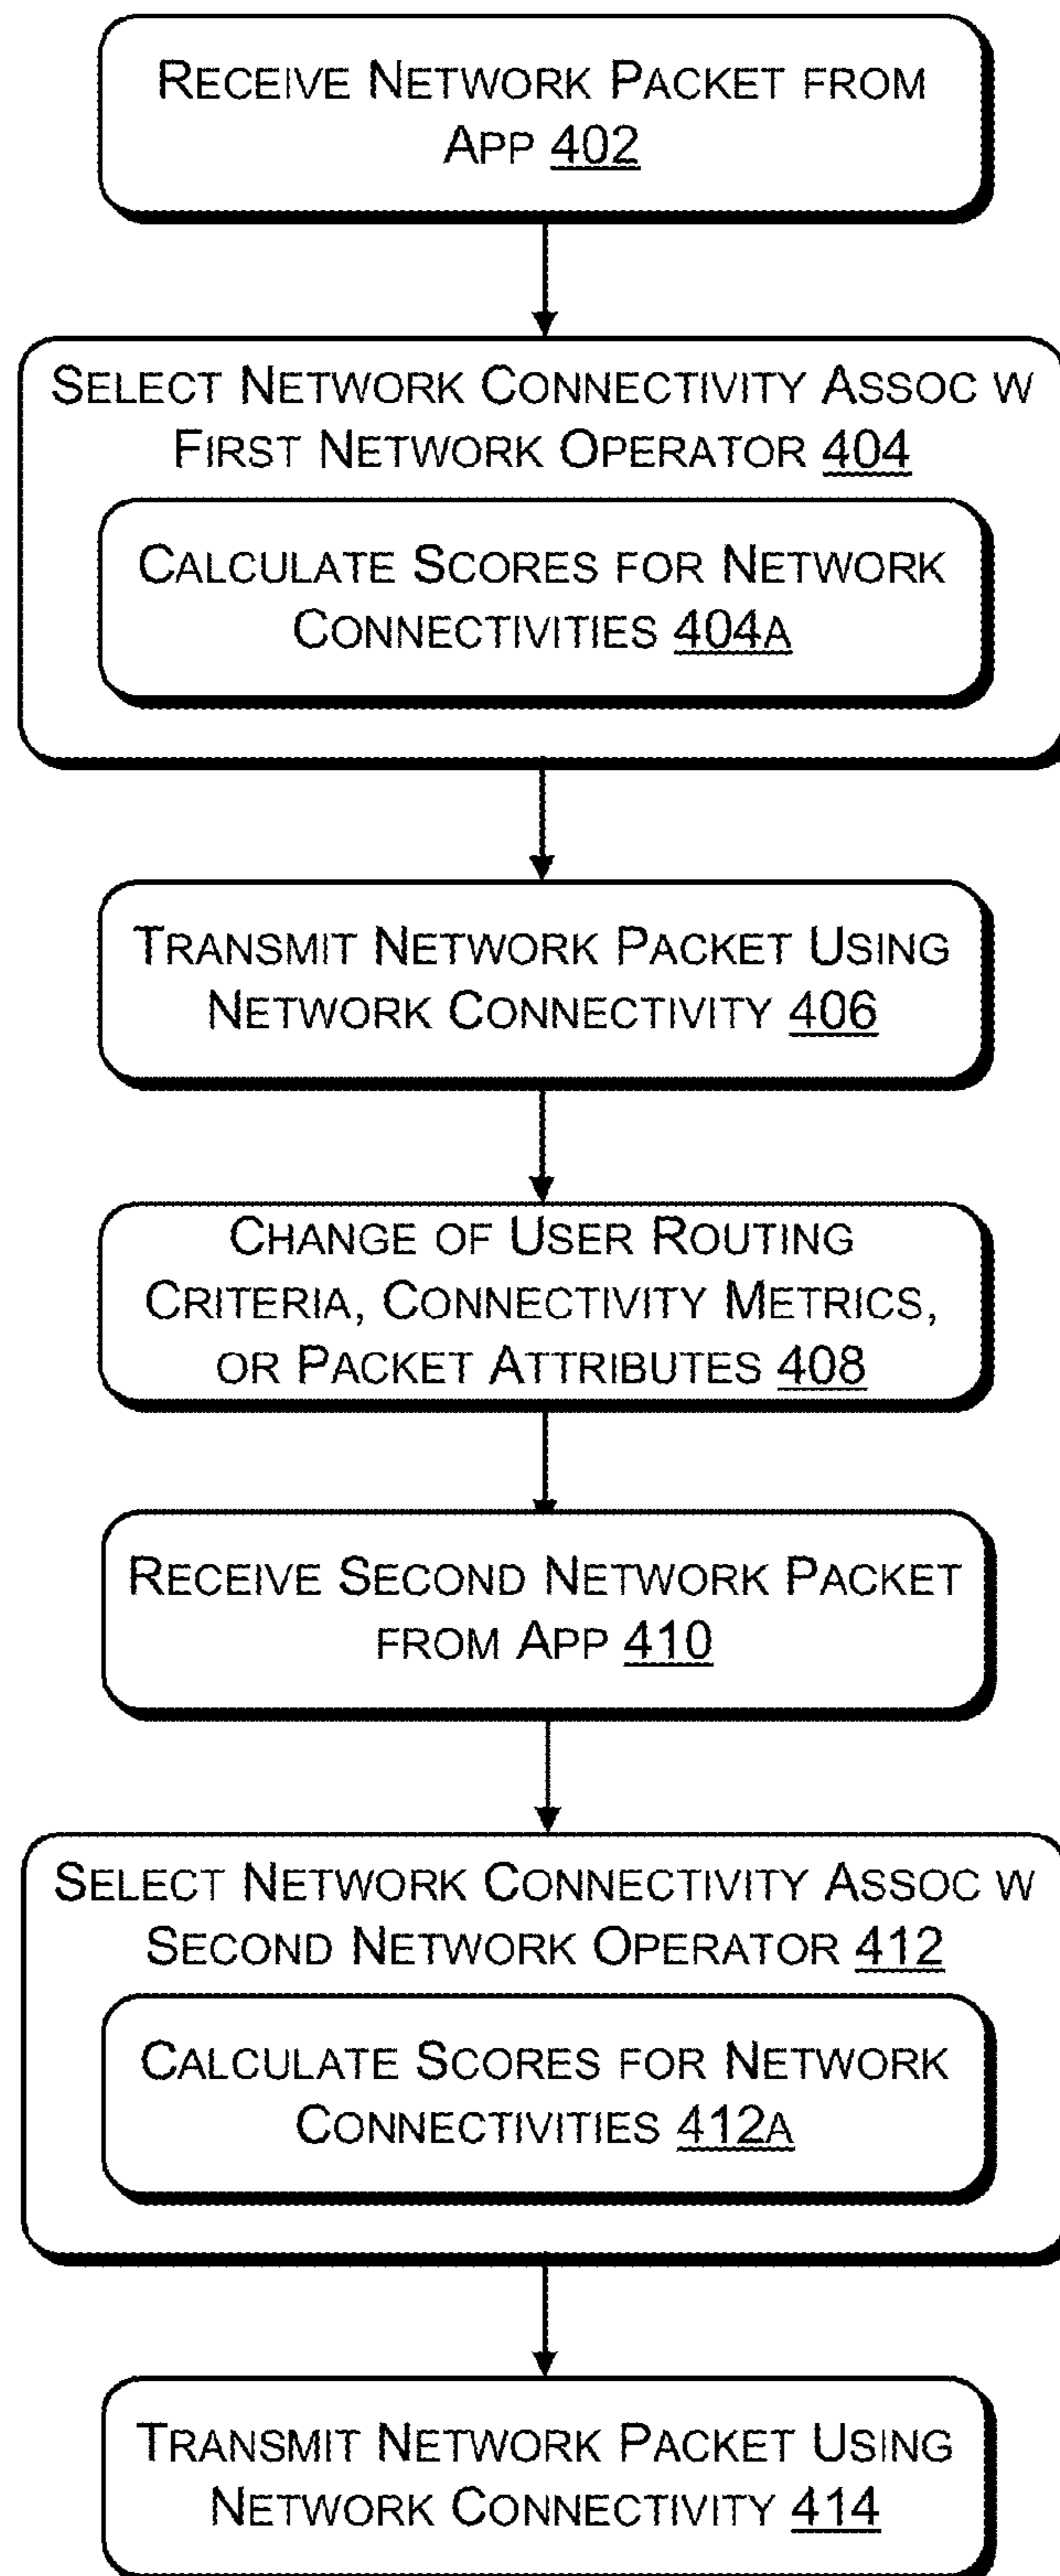 RECEIVE NETWORK PACKET FROM
APP 402
SELECT NETWORK CONNECTIVITY ASSOC W
FIRST NETWORK OPERATOR 404
CALCULATE SCORES FOR NETWORK
CONNECTIVITIES 404A
TRANSMIT NETWORK PACKET USING
NETWORK CONNECTIVITY 406
CHANGE OF USER ROUTING
CRITERIA, CONNECTIVITY METRICS,
OR PACKET ATTRIBUTES 408
RECEIVE SECOND NETWORK PACKET
FROM APP 410
SELECT NETWORK CONNECTIVITY ASSOC W
SECOND NETWORK OPERATOR 412
CALCULATE SCORES FOR NETWORK
CONNECTIVITIES 412A
TRANSMIT NETWORK PACKET USING
NETWORK CONNECTIVITY 414